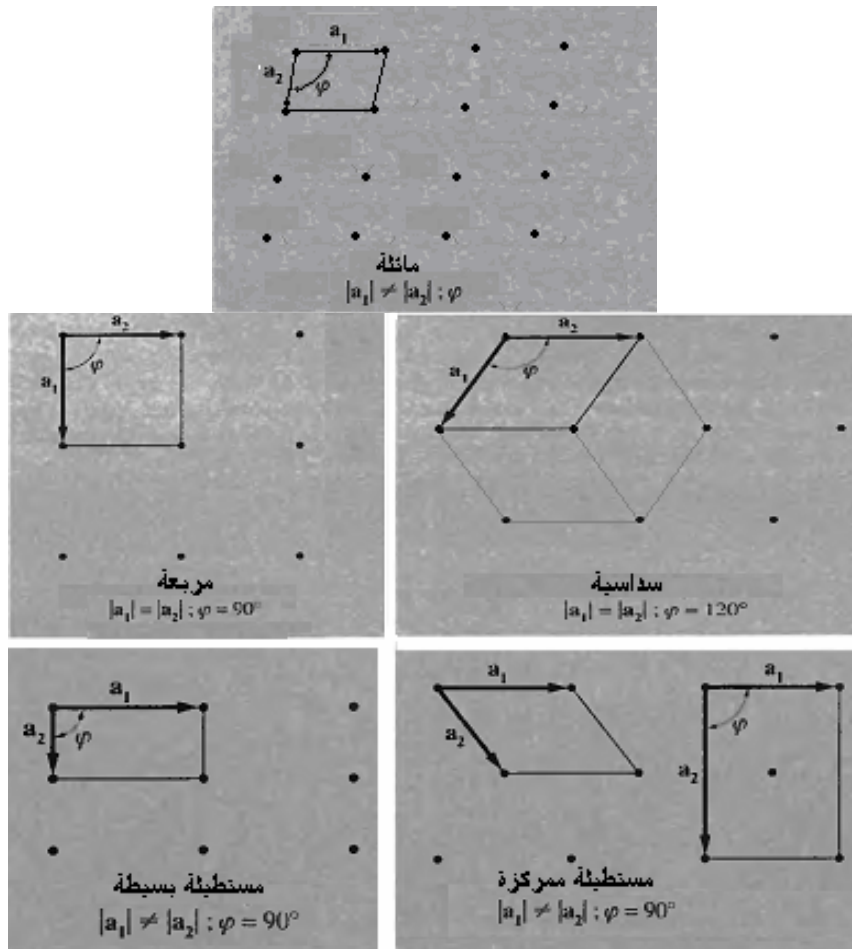 a₁
a₂
φ
مائلة
|a₁| ≠ |a₂| ; φ
a₂
a₁
φ
مربعة
|a₁| = |a₂| ; φ = 90°
a₂
a₁
φ
سداسية
|a₁| = |a₂| ; φ = 120°
a₁
a₂
φ
مستطيلة بسيطة
|a₁| ≠ |a₂| ; φ = 90°
a₁
a₂
a₁
a₂
φ
مستطيلة ممركزة
|a₁| ≠ |a₂| ; φ = 90°